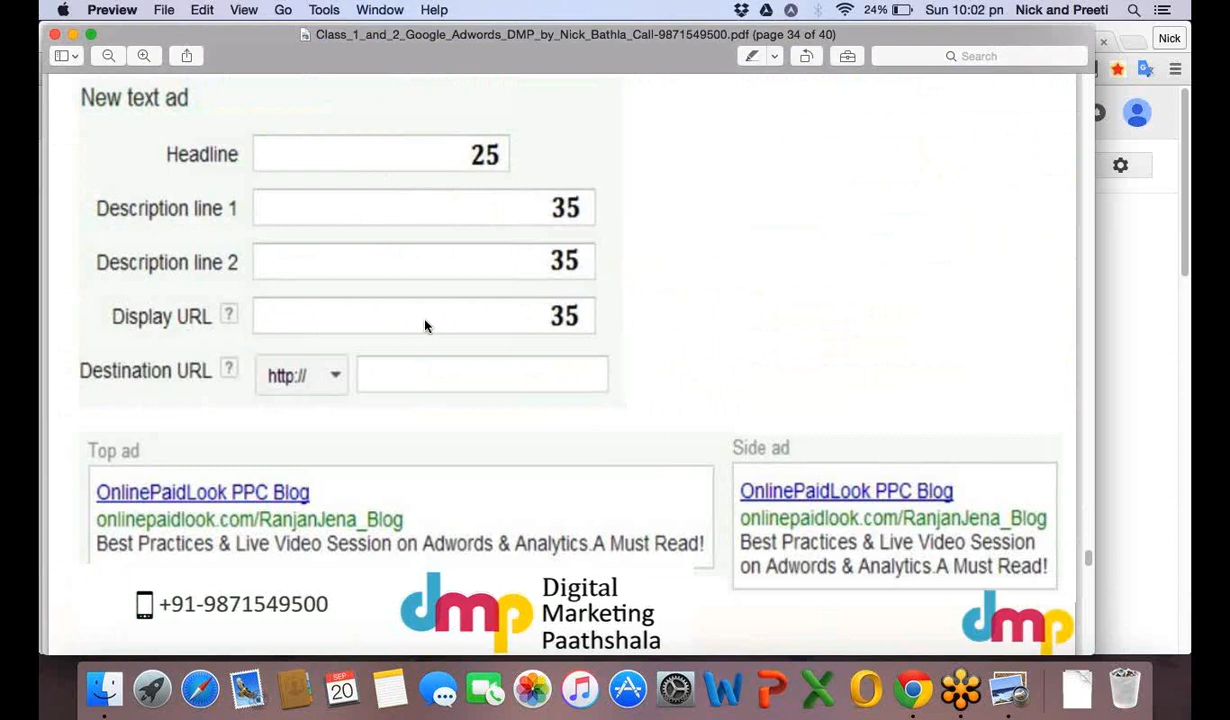 Preview File Edit View Go Tools Window Help 24% Sun 10:02 pm Nick and Preeti
Class_1_and_2_Google_Adwords_DMP_by_Nick_Bathla_Call-9871549500.pdf (page 34 of 40)
Nick
Search
New text ad
Headline 25
Description line 1 35
Description line 2 35
Display URL ? 35
Destination URL ? http://
Top ad
OnlinePaidLook PPC Blog
onlinepaidlook.com/RanjanJena_Blog
Best Practices & Live Video Session on Adwords & Analytics.A Must Read!
Side ad
OnlinePaidLook PPC Blog
onlinepaidlook.com/RanjanJena_Blog
Best Practices & Live Video Session
on Adwords & Analytics.A Must Read!
+91-9871549500
dmp
Digital
Marketing
Paathshala
dmp
SEP
20